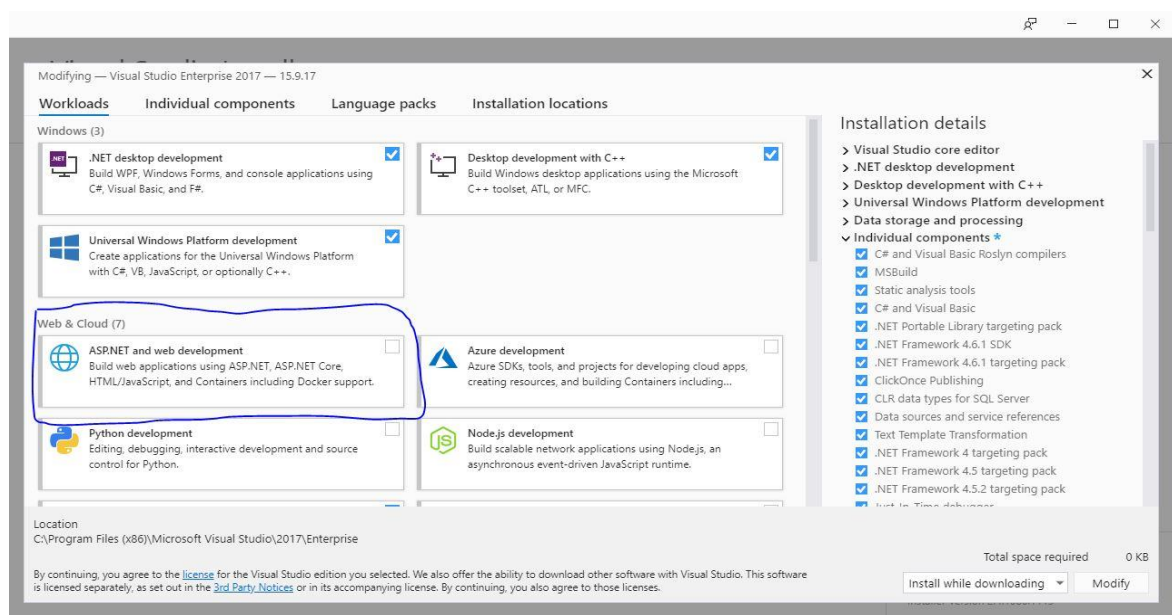 Modifying — Visual Studio Enterprise 2017 — 15.9.17
Workloads
Individual components
Language packs
Installation locations
Windows (3)
.NET
.NET desktop development
Build WPF, Windows Forms, and console applications using
C#, Visual Basic, and F#.
Desktop development with C++
Build Windows desktop applications using the Microsoft
C++ toolset, ATL, or MFC.
Universal Windows Platform development
Create applications for the Universal Windows Platform
with C#, VB, JavaScript, or optionally C++.
Web & Cloud (7)
ASP.NET and web development
Build web applications using ASP.NET, ASP.NET Core,
HTML/JavaScript, and Containers including Docker support.
Azure development
Azure SDKs, tools, and projects for developing cloud apps,
creating resources, and building Containers including...
Python development
Editing, debugging, interactive development and source
control for Python.
JS
Node.js development
Build scalable network applications using Node.js, an
asynchronous event-driven JavaScript runtime.
Installation details
Visual Studio core editor
.NET desktop development
Desktop development with C++
Universal Windows Platform development
Data storage and processing
Individual components *
C# and Visual Basic Roslyn compilers
MSBuild
Static analysis tools
C# and Visual Basic
.NET Portable Library targeting pack
.NET Framework 4.6.1 SDK
.NET Framework 4.6.1 targeting pack
ClickOnce Publishing
CLR data types for SQL Server
Data sources and service references
Text Template Transformation
.NET Framework 4 targeting pack
.NET Framework 4.5 targeting pack
.NET Framework 4.5.2 targeting pack
Just-In-Time debugger
Location
C:\Program Files (x86)\Microsoft Visual Studio\2017\Enterprise
By continuing, you agree to the license for the Visual Studio edition you selected. We also offer the ability to download other software with Visual Studio. This software
is licensed separately, as set out in the 3rd Party Notices or in its accompanying license. By continuing, you also agree to those licenses.
Total space required 0 KB
Install while downloading
Modify